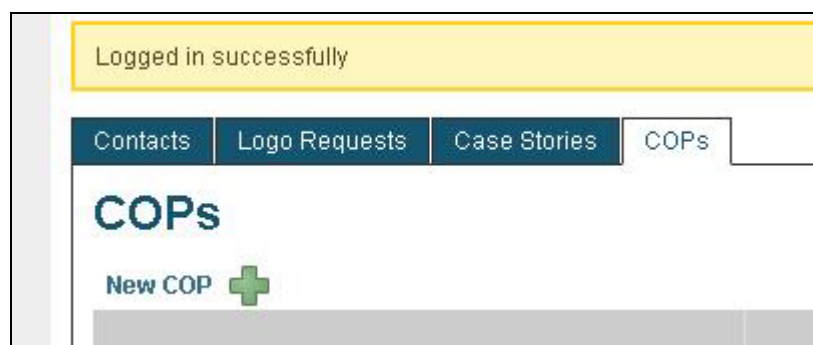 Logged in successfully
Contacts Logo Requests Case Stories COPs
COPs
New COP